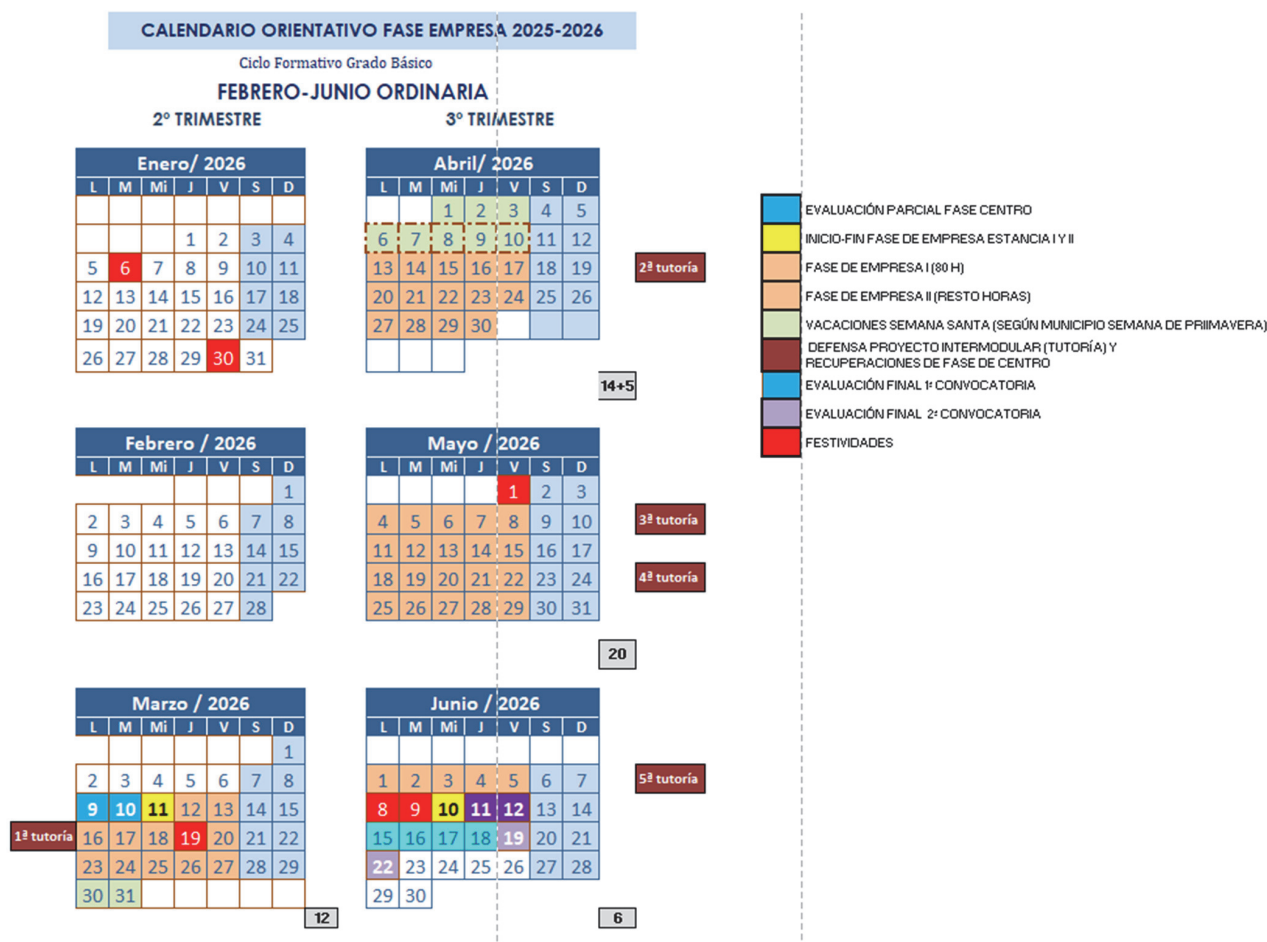 CALENDARIO ORIENTATIVO FASE EMPRESA 2025-2026
Ciclo Formativo Grado Básico
FEBRERO-JUNIO ORDINARIA
2º TRIMESTRE
Enero/ 2026
L M Mi J V S D
1 2 3 4
5 6 7 8 9 10 11
12 13 14 15 16 17 18
19 20 21 22 23 24 25
26 27 28 29 30 31
Febrero / 2026
L M Mi J V S D
1
2 3 4 5 6 7 8
9 10 11 12 13 14 15
16 17 18 19 20 21 22
23 24 25 26 27 28
Marzo / 2026
L M Mi J V S D
1
2 3 4 5 6 7 8
9 10 11 12 13 14 15
1ª tutoría 16 17 18 19 20 21 22
23 24 25 26 27 28 29
30 31
12
3º TRIMESTRE
Abril/ 2026
L M Mi J V S D
1 2 3 4 5
6 7 8 9 10 11 12
13 14 15 16 17 18 19 2ª tutoría
20 21 22 23 24 25 26
27 28 29 30
14+5
Mayo / 2026
L M Mi J V S D
1 2 3
4 5 6 7 8 9 10 3ª tutoría
11 12 13 14 15 16 17
18 19 20 21 22 23 24 4ª tutoría
25 26 27 28 29 30 31
20
Junio / 2026
L M Mi J V S D
1 2 3 4 5 6 7 5ª tutoría
8 9 10 11 12 13 14
15 16 17 18 19 20 21
22 23 24 25 26 27 28
29 30
6
EVALUACIÓN PARCIAL FASE CENTRO
INICIO-FIN FASE DE EMPRESA ESTANCIA I Y II
FASE DE EMPRESA I (80 H)
FASE DE EMPRESA II (RESTO HORAS)
VACACIONES SEMANA SANTA (SEGÚN MUNICIPIO SEMANA DE PRIIMAVERA)
DEFENSA PROYECTO INTERMODULAR (TUTORÍA) Y
RECUPERACIONES DE FASE DE CENTRO
EVALUACIÓN FINAL 1ª CONVOCATORIA
EVALUACIÓN FINAL 2ª CONVOCATORIA
FESTIVIDADES